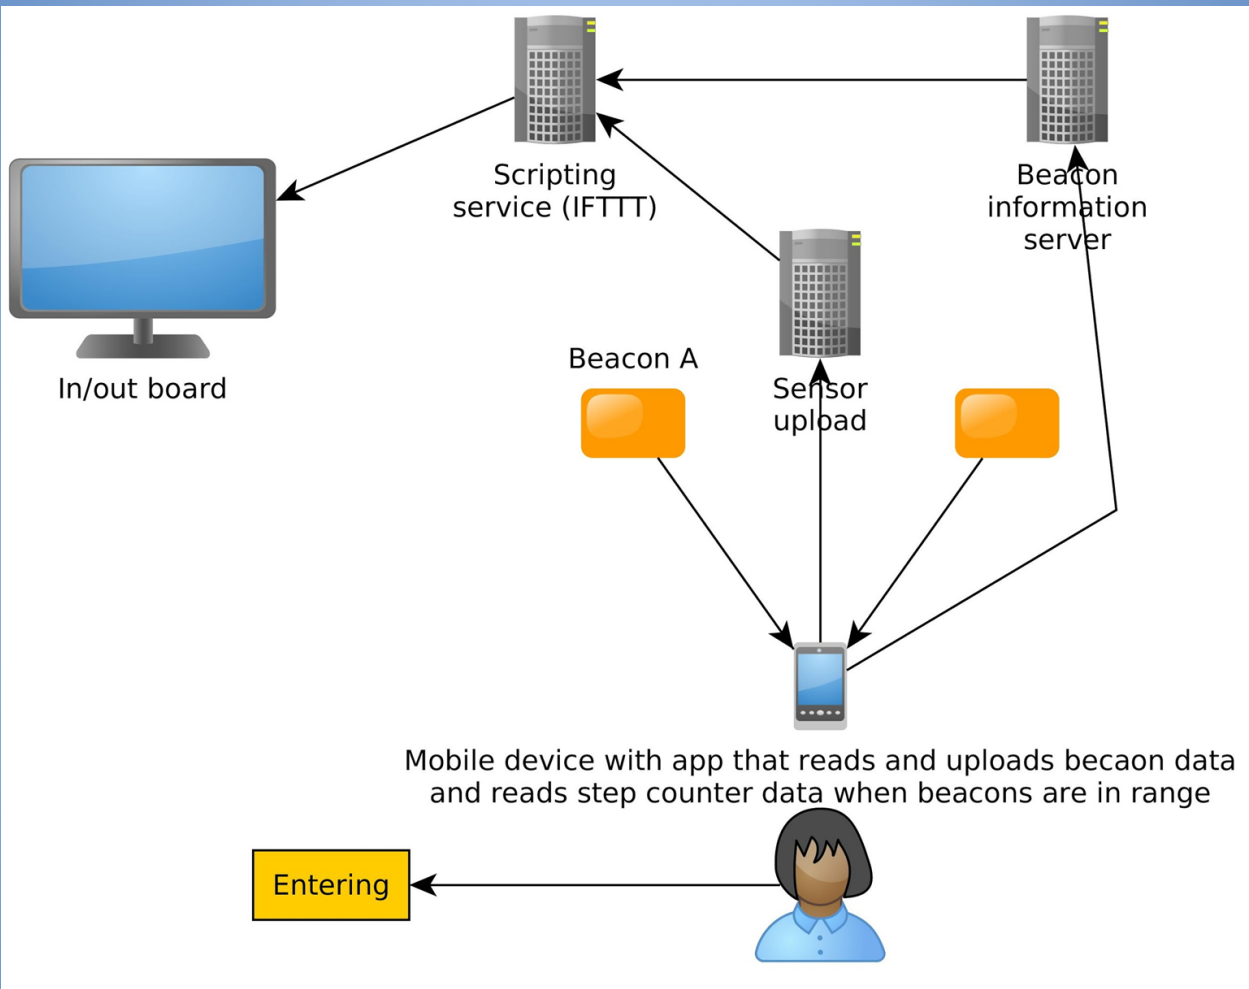 Scripting
service (IFTTT)
Beacon
information
server
Beacon A
Sensor
upload
In/out board
Mobile device with app that reads and uploads becaon data
and reads step counter data when beacons are in range
Entering